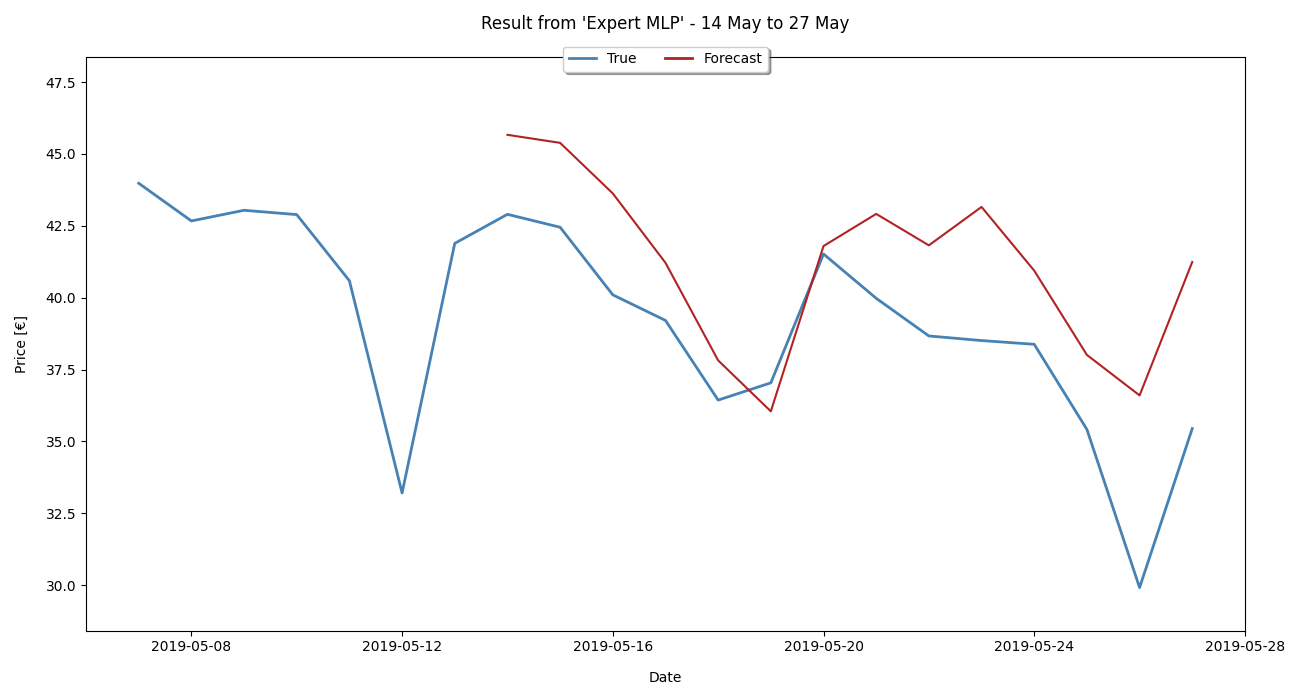 Result from 'Expert MLP' - 14 May to 27 May
True Forecast
47.5
45.0
42.5
40.0
37.5
35.0
32.5
30.0
Price [€]
2019-05-08 2019-05-12 2019-05-16 2019-05-20 2019-05-24 2019-05-28
Date